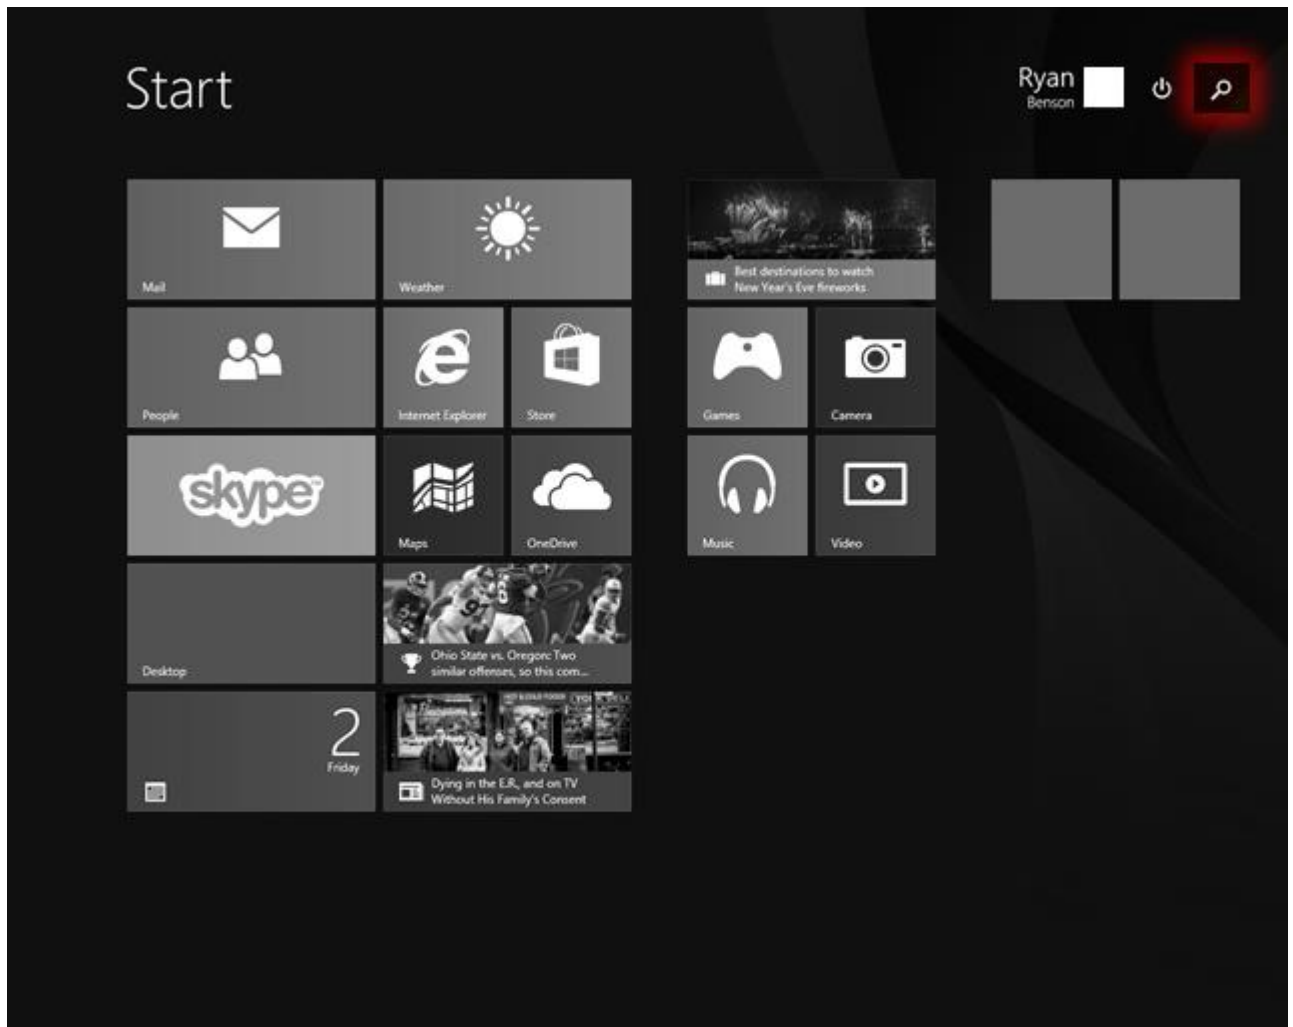 Start
Ryan
Benson
Mail
Weather
People
Internet Explorer
Store
skype
Maps
OneDrive
Desktop
Ohio State vs. Oregon: Two
similar offenses, so this com...
2
Friday
Dying in the E.R., and on TV
Without His Family's Consent
Best destinations to watch
New Year's Eve fireworks
Games
Camera
Music
Video